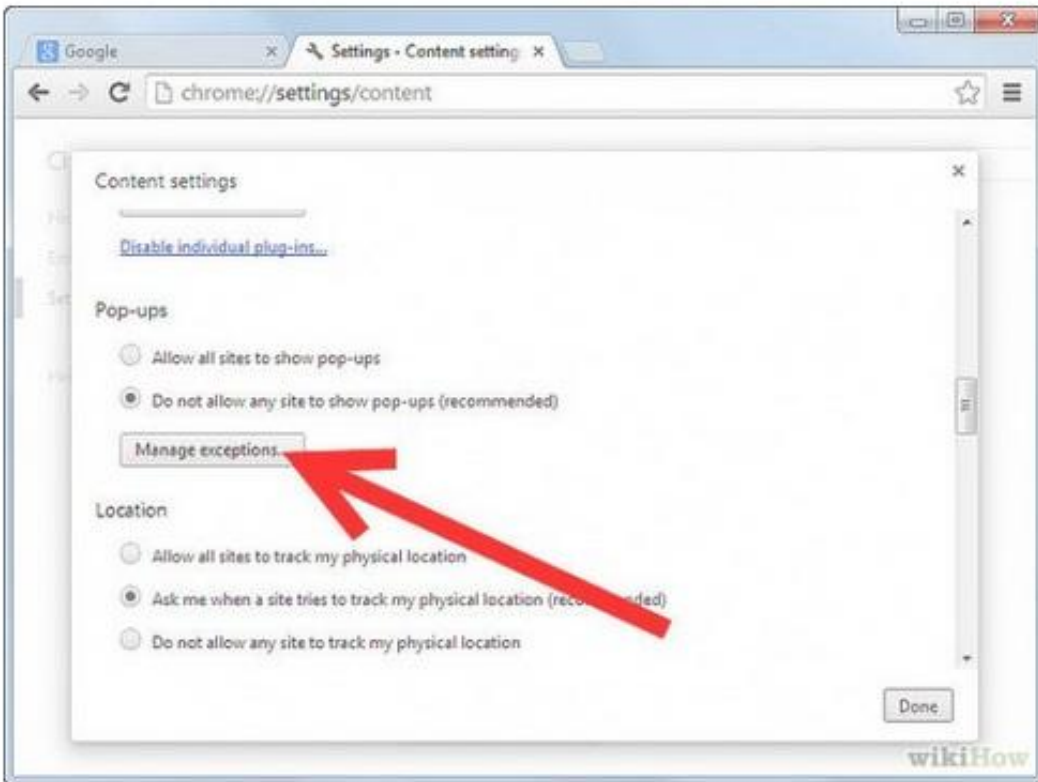 Google
Settings - Content setting
chrome://settings/content
Content settings
Disable individual plug-ins...
Pop-ups
Allow all sites to show pop-ups
Do not allow any site to show pop-ups (recommended)
Manage exceptions...
Location
Allow all sites to track my physical location
Ask me when a site tries to track my physical location (recommended)
Do not allow any site to track my physical location
Done
wikiHow